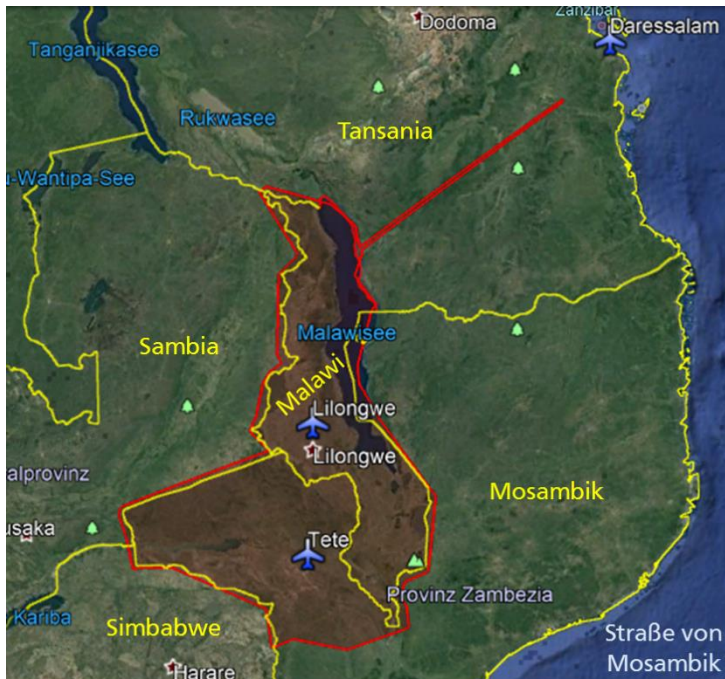 Zanzibar
Dodoma
Daressalam
Tanganjikasee
Rukwasee
Tansania
u-Wantipa-See
Sambia
Malawisee
Malawi
Lilongwe
Lilongwe
alprovinz
Mosambik
usaka
Tete
Provinz Zambezia
Kariba
Simbabwe
Straße von
Mosambik
Harare